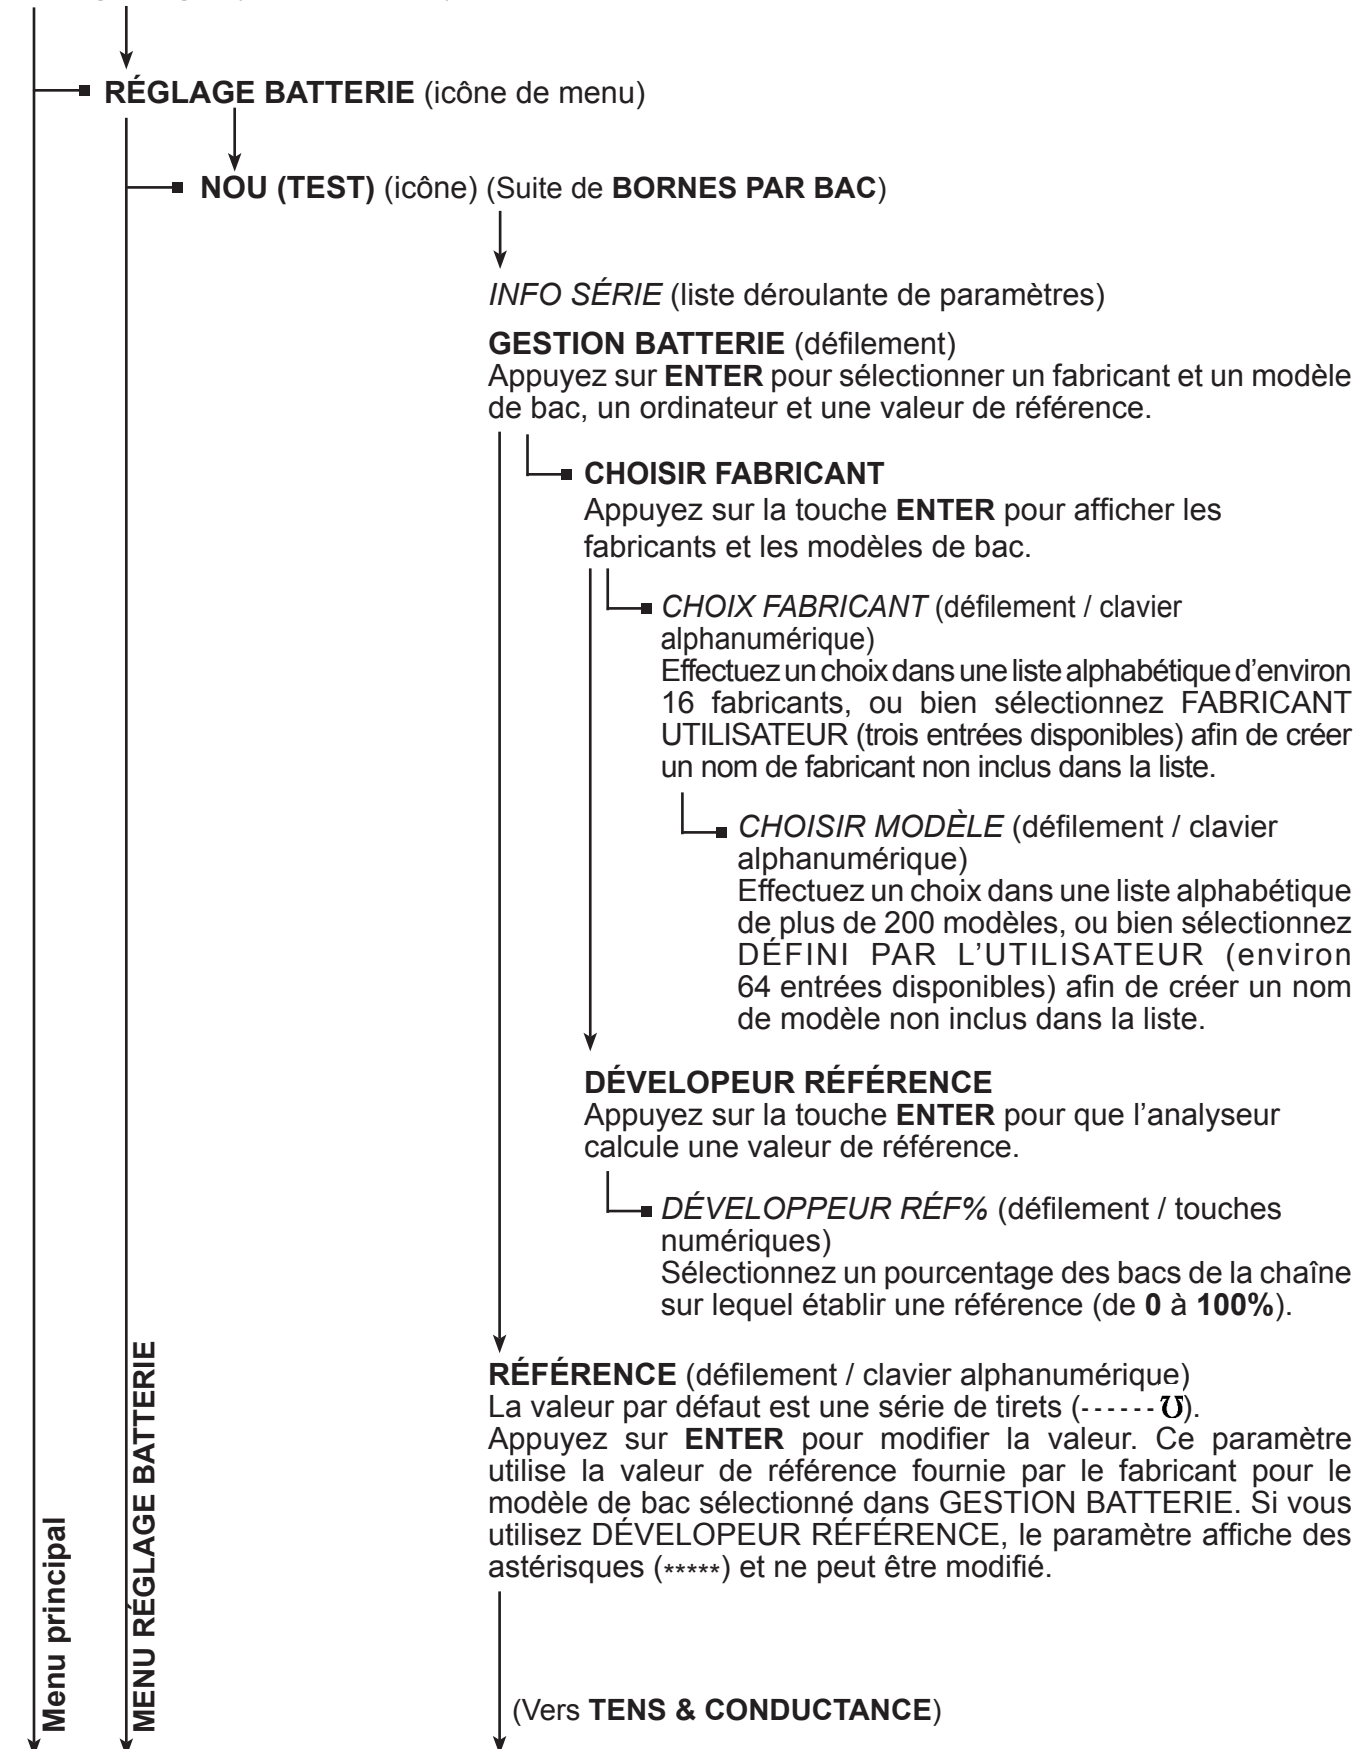 RÉGLAGE BATTERIE (icône de menu)
NOU (TEST) (icône) (Suite de BORNES PAR BAC)
INFO SÉRIE (liste déroulante de paramètres)
GESTION BATTERIE (défilement)
Appuyez sur ENTER pour sélectionner un fabricant et un modèle
de bac, un ordinateur et une valeur de référence.
CHOISIR FABRICANT
Appuyez sur la touche ENTER pour afficher les
fabricants et les modèles de bac.
CHOIX FABRICANT (défilement / clavier
alphanumérique)
Effectuez un choix dans une liste alphabétique d’environ
16 fabricants, ou bien sélectionnez FABRICANT
UTILISATEUR (trois entrées disponibles) afin de créer
un nom de fabricant non inclus dans la liste.
CHOISIR MODÈLE (défilement / clavier
alphanumérique)
Effectuez un choix dans une liste alphabétique
de plus de 200 modèles, ou bien sélectionnez
DÉFINI PAR L’UTILISATEUR (environ
64 entrées disponibles) afin de créer un nom
de modèle non inclus dans la liste.
DÉVELOPEUR RÉFÉRENCE
Appuyez sur la touche ENTER pour que l’analyseur
calcule une valeur de référence.
DÉVELOPPEUR RÉF% (défilement / touches
numériques)
Sélectionnez un pourcentage des bacs de la chaîne
sur lequel établir une référence (de 0 à 100%).
RÉFÉRENCE (défilement / clavier alphanumérique)
La valeur par défaut est une série de tirets (------℧).
Appuyez sur ENTER pour modifier la valeur. Ce paramètre
utilise la valeur de référence fournie par le fabricant pour le
modèle de bac sélectionné dans GESTION BATTERIE. Si vous
utilisez DÉVELOPEUR RÉFÉRENCE, le paramètre affiche des
astérisques (*****) et ne peut être modifié.
(Vers TENS & CONDUCTANCE)
Menu principal
MENU RÉGLAGE BATTERIE